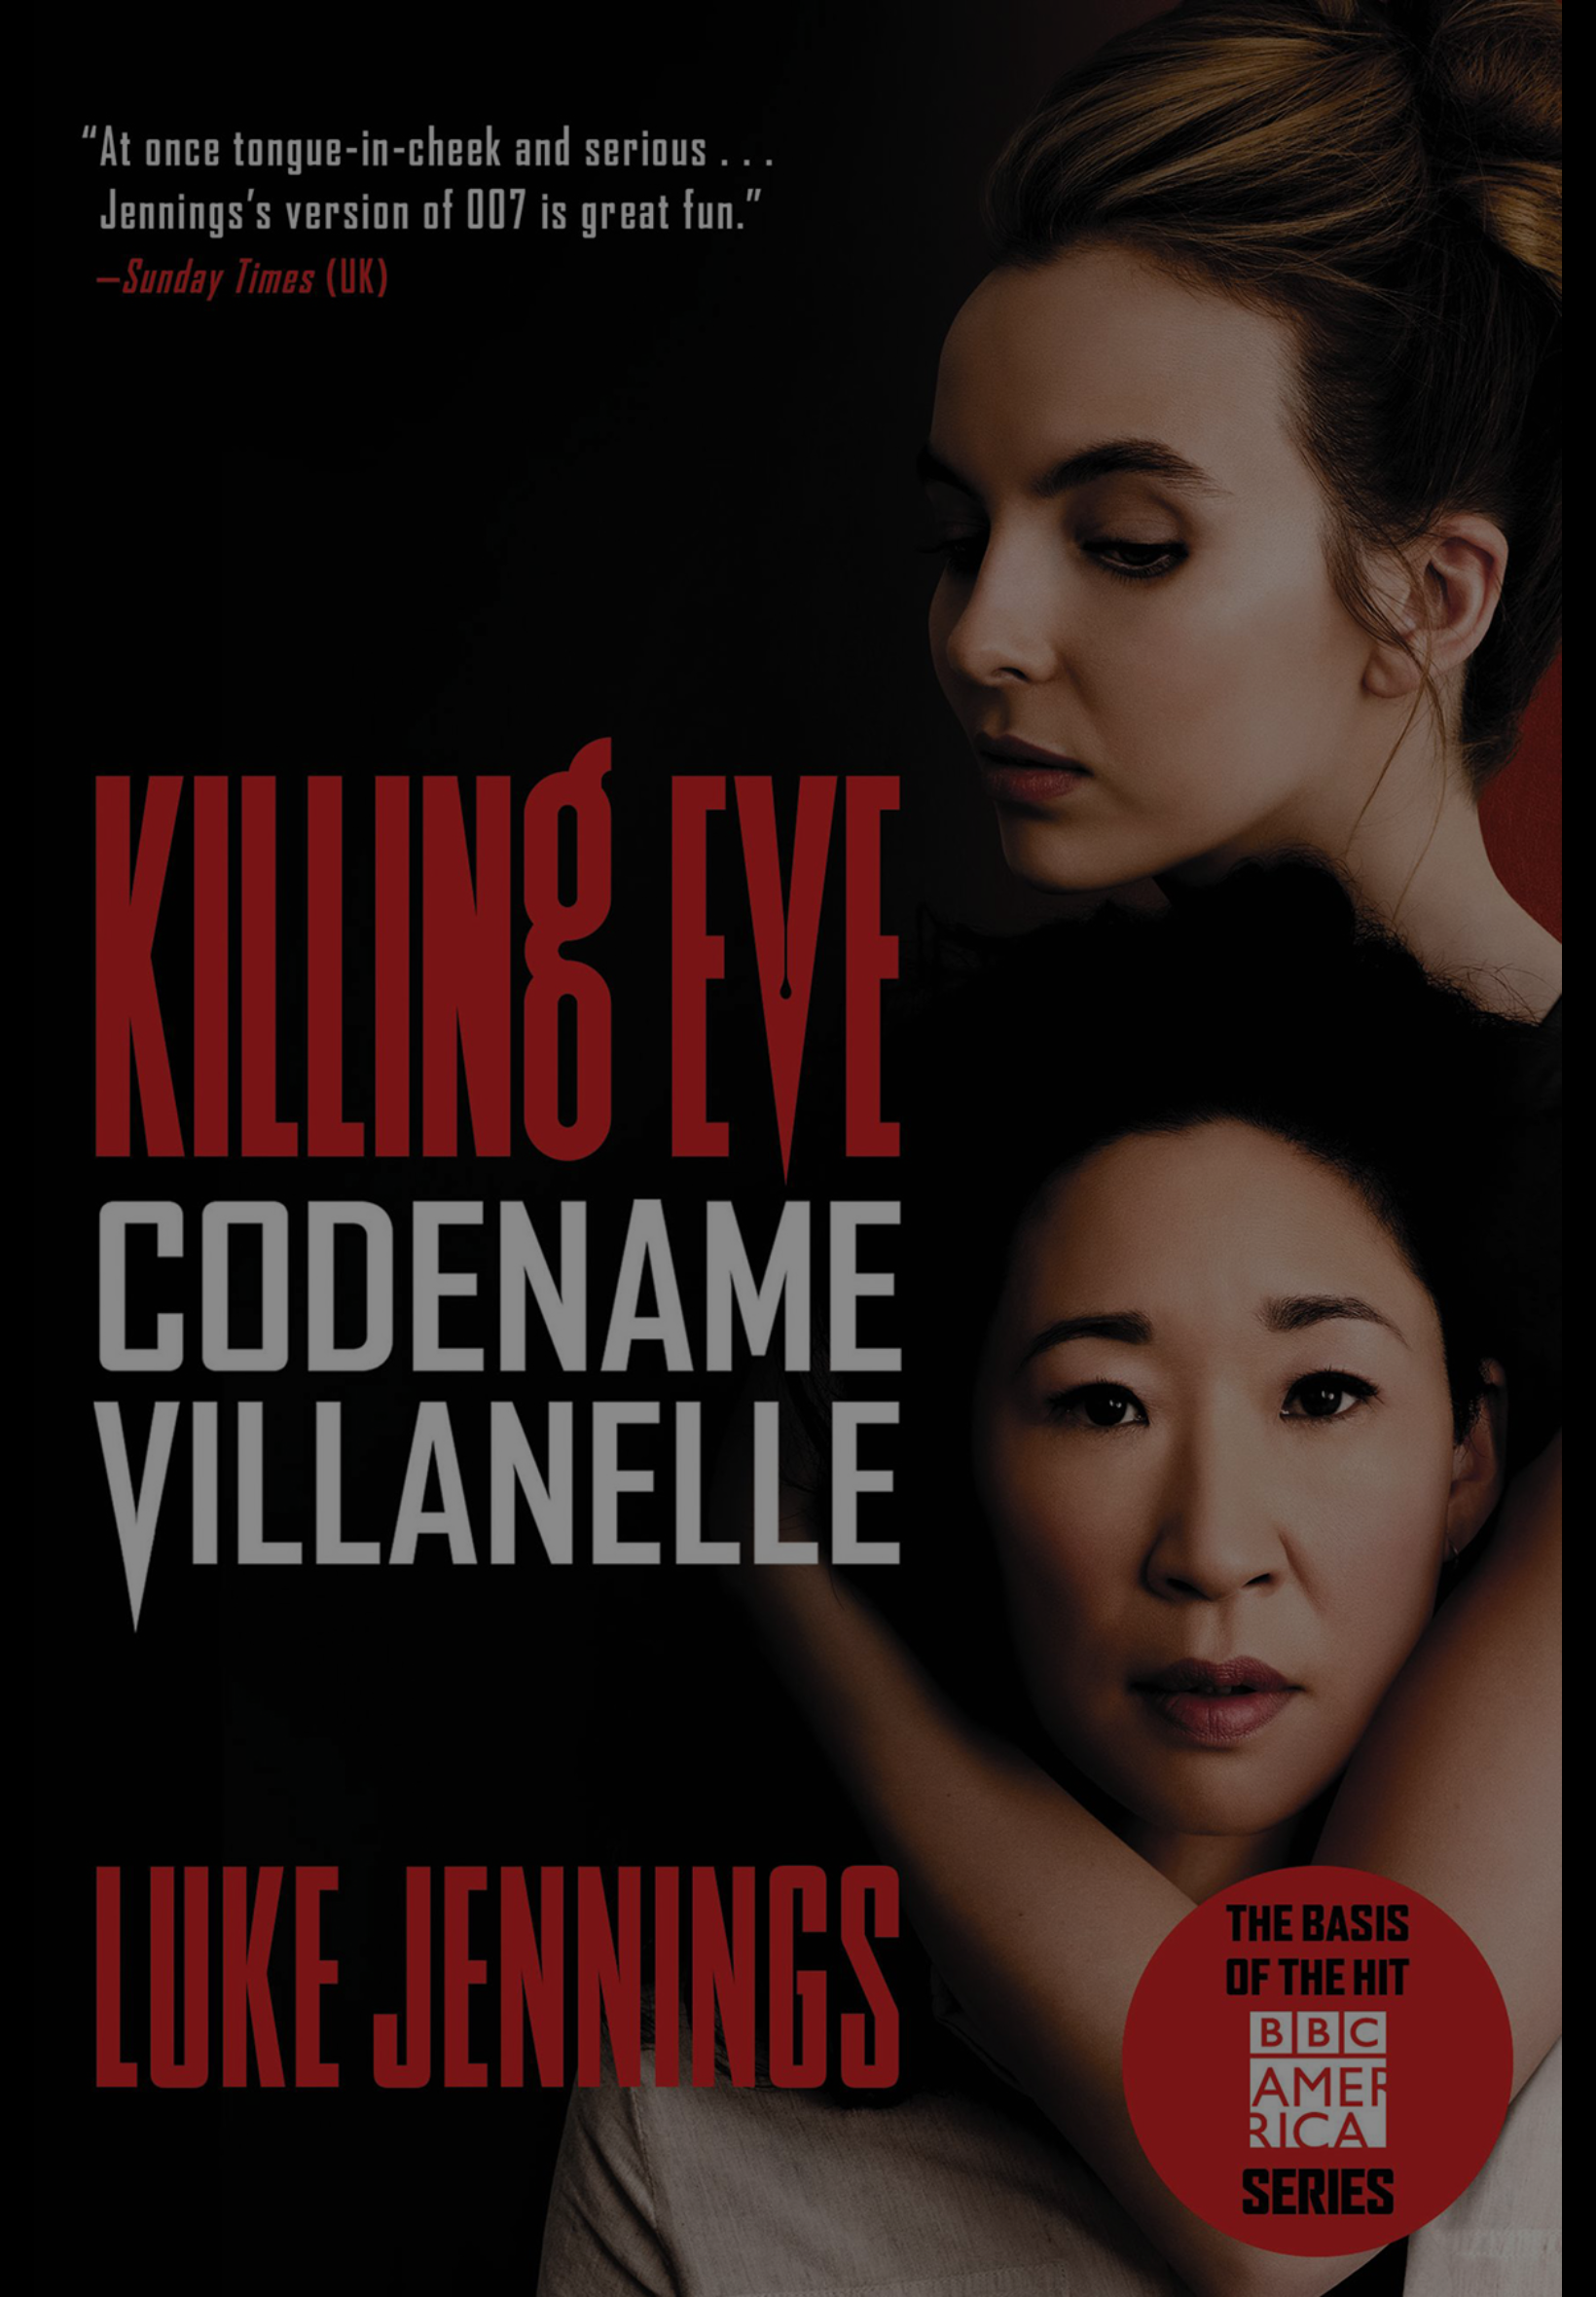 “At once tongue-in-cheek and serious . . .
Jennings’s version of 007 is great fun.”
—Sunday Times (UK)
KILLINg EVE
CODENAME
VILLANELLE
LUKE JENNINGS
THE BASIS
OF THE HIT
BBC
AMER
RICA
SERIES